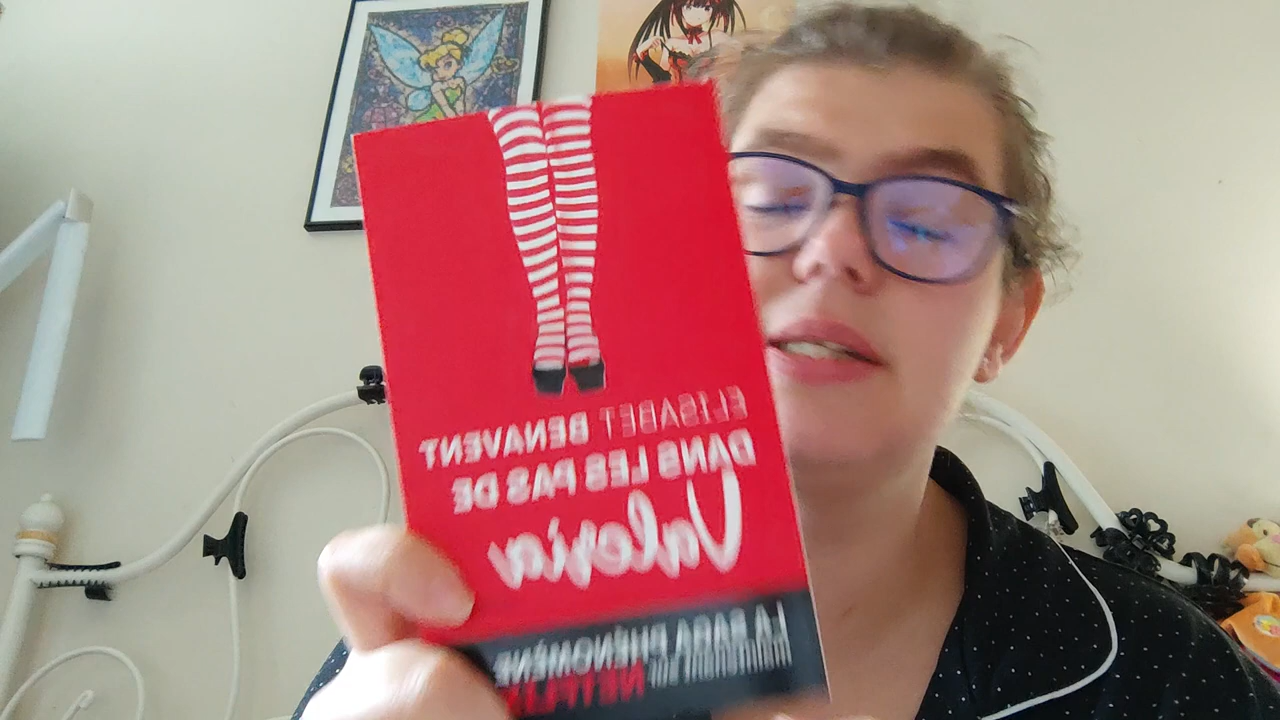 ELISABET BENAVENT
DANS LES PAS DE
Valeria
LA SAGA PHÉNOMÈNE
NETFLIX